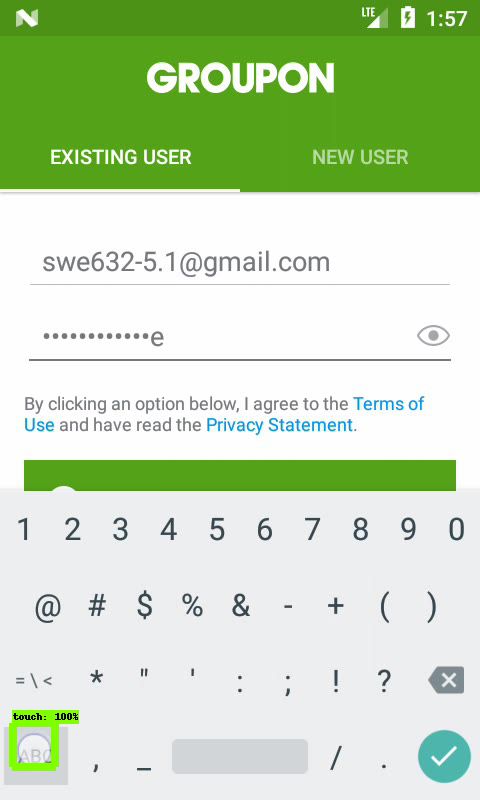 LTE 1:57
GROUPON
EXISTING USER NEW USER
swe632-5.1@gmail.com
••••••••••••e
By clicking an option below, I agree to the Terms of
Use and have read the Privacy Statement.
1 2 3 4 5 6 7 8 9 0
@ # $ % & - + ( )
= \ < * " ' : ; ! ?
touch: 100%
ABC , _ / .